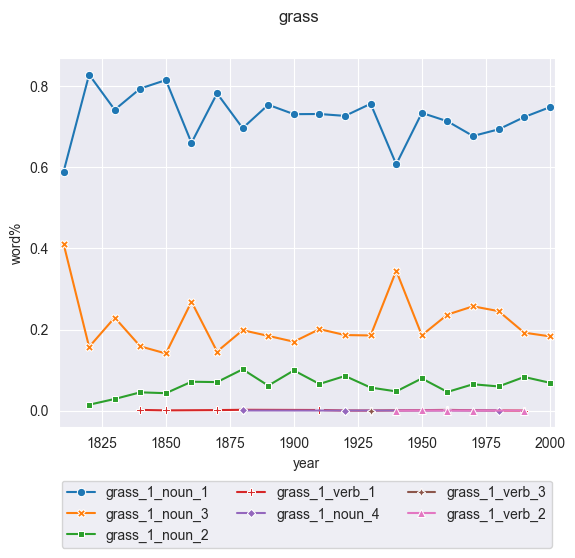 grass
0.8
0.6
0.4
0.2
0.0
word%
1825 1850 1875 1900 1925 1950 1975 2000
year
grass_1_noun_1 grass_1_verb_1 grass_1_verb_3
grass_1_noun_3 grass_1_noun_4 grass_1_verb_2
grass_1_noun_2